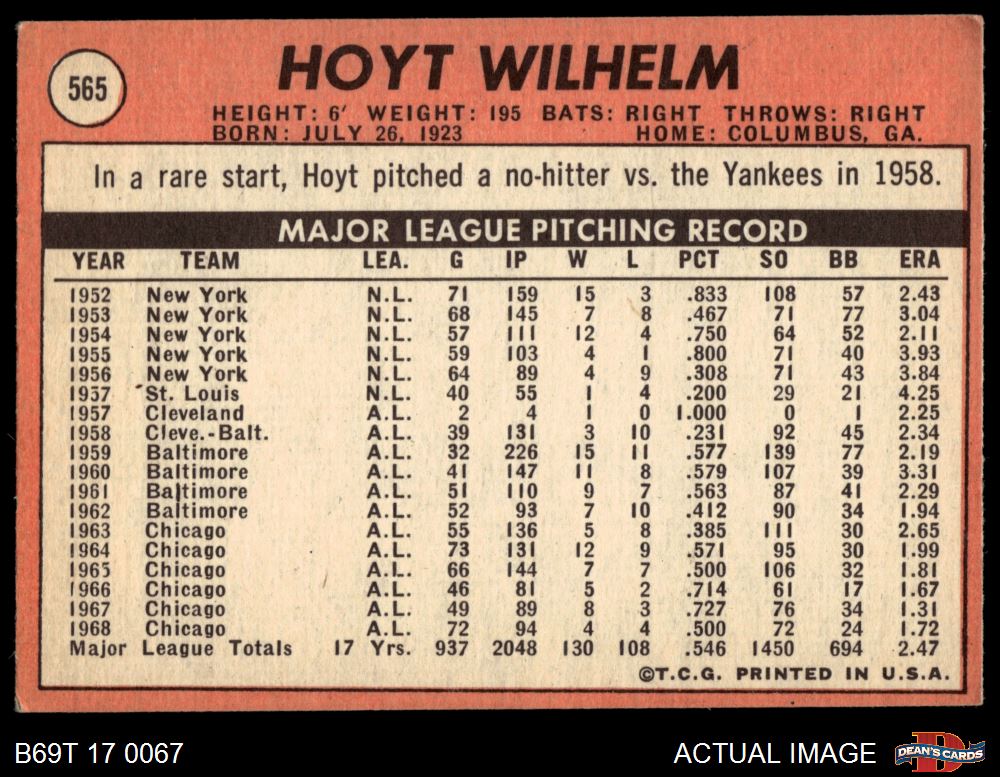 565
HOYT WILHELM
HEIGHT: 6' WEIGHT: 195 BATS: RIGHT THROWS: RIGHT
BORN: JULY 26, 1923 HOME: COLUMBUS, GA.
In a rare start, Hoyt pitched a no-hitter vs. the Yankees in 1958.
MAJOR LEAGUE PITCHING RECORD
YEAR TEAM LEA. G IP W L PCT SO BB ERA
1952 New York N.L. 71 159 15 3 .833 108 57 2.43
1953 New York N.L. 68 145 7 8 .467 71 77 3.04
1954 New York N.L. 57 111 12 4 .750 64 52 2.11
1955 New York N.L. 59 103 4 1 .800 71 40 3.93
1956 New York N.L. 64 89 4 9 .308 71 43 3.84
1957 St. Louis N.L. 40 55 1 4 .200 29 21 4.25
1957 Cleveland A.L. 2 4 1 0 1.000 0 1 2.25
1958 Cleve.-Balt. A.L. 39 131 3 10 .231 92 45 2.34
1959 Baltimore A.L. 32 226 15 11 .577 139 77 2.19
1960 Baltimore A.L. 41 147 11 8 .579 107 39 3.31
1961 Baltimore A.L. 51 110 9 7 .563 87 41 2.29
1962 Baltimore A.L. 52 93 7 10 .412 90 34 1.94
1963 Chicago A.L. 55 136 5 8 .385 111 30 2.65
1964 Chicago A.L. 73 131 12 9 .571 95 30 1.99
1965 Chicago A.L. 66 144 7 7 .500 106 32 1.81
1966 Chicago A.L. 46 81 5 2 .714 61 17 1.67
1967 Chicago A.L. 49 89 8 3 .727 76 34 1.31
1968 Chicago A.L. 72 94 4 4 .500 72 24 1.72
Major League Totals 17 Yrs. 937 2048 130 108 .546 1450 694 2.47
©T.C.G. PRINTED IN U.S.A.
B69T 17 0067 ACTUAL IMAGE
DEAN'S CARDS